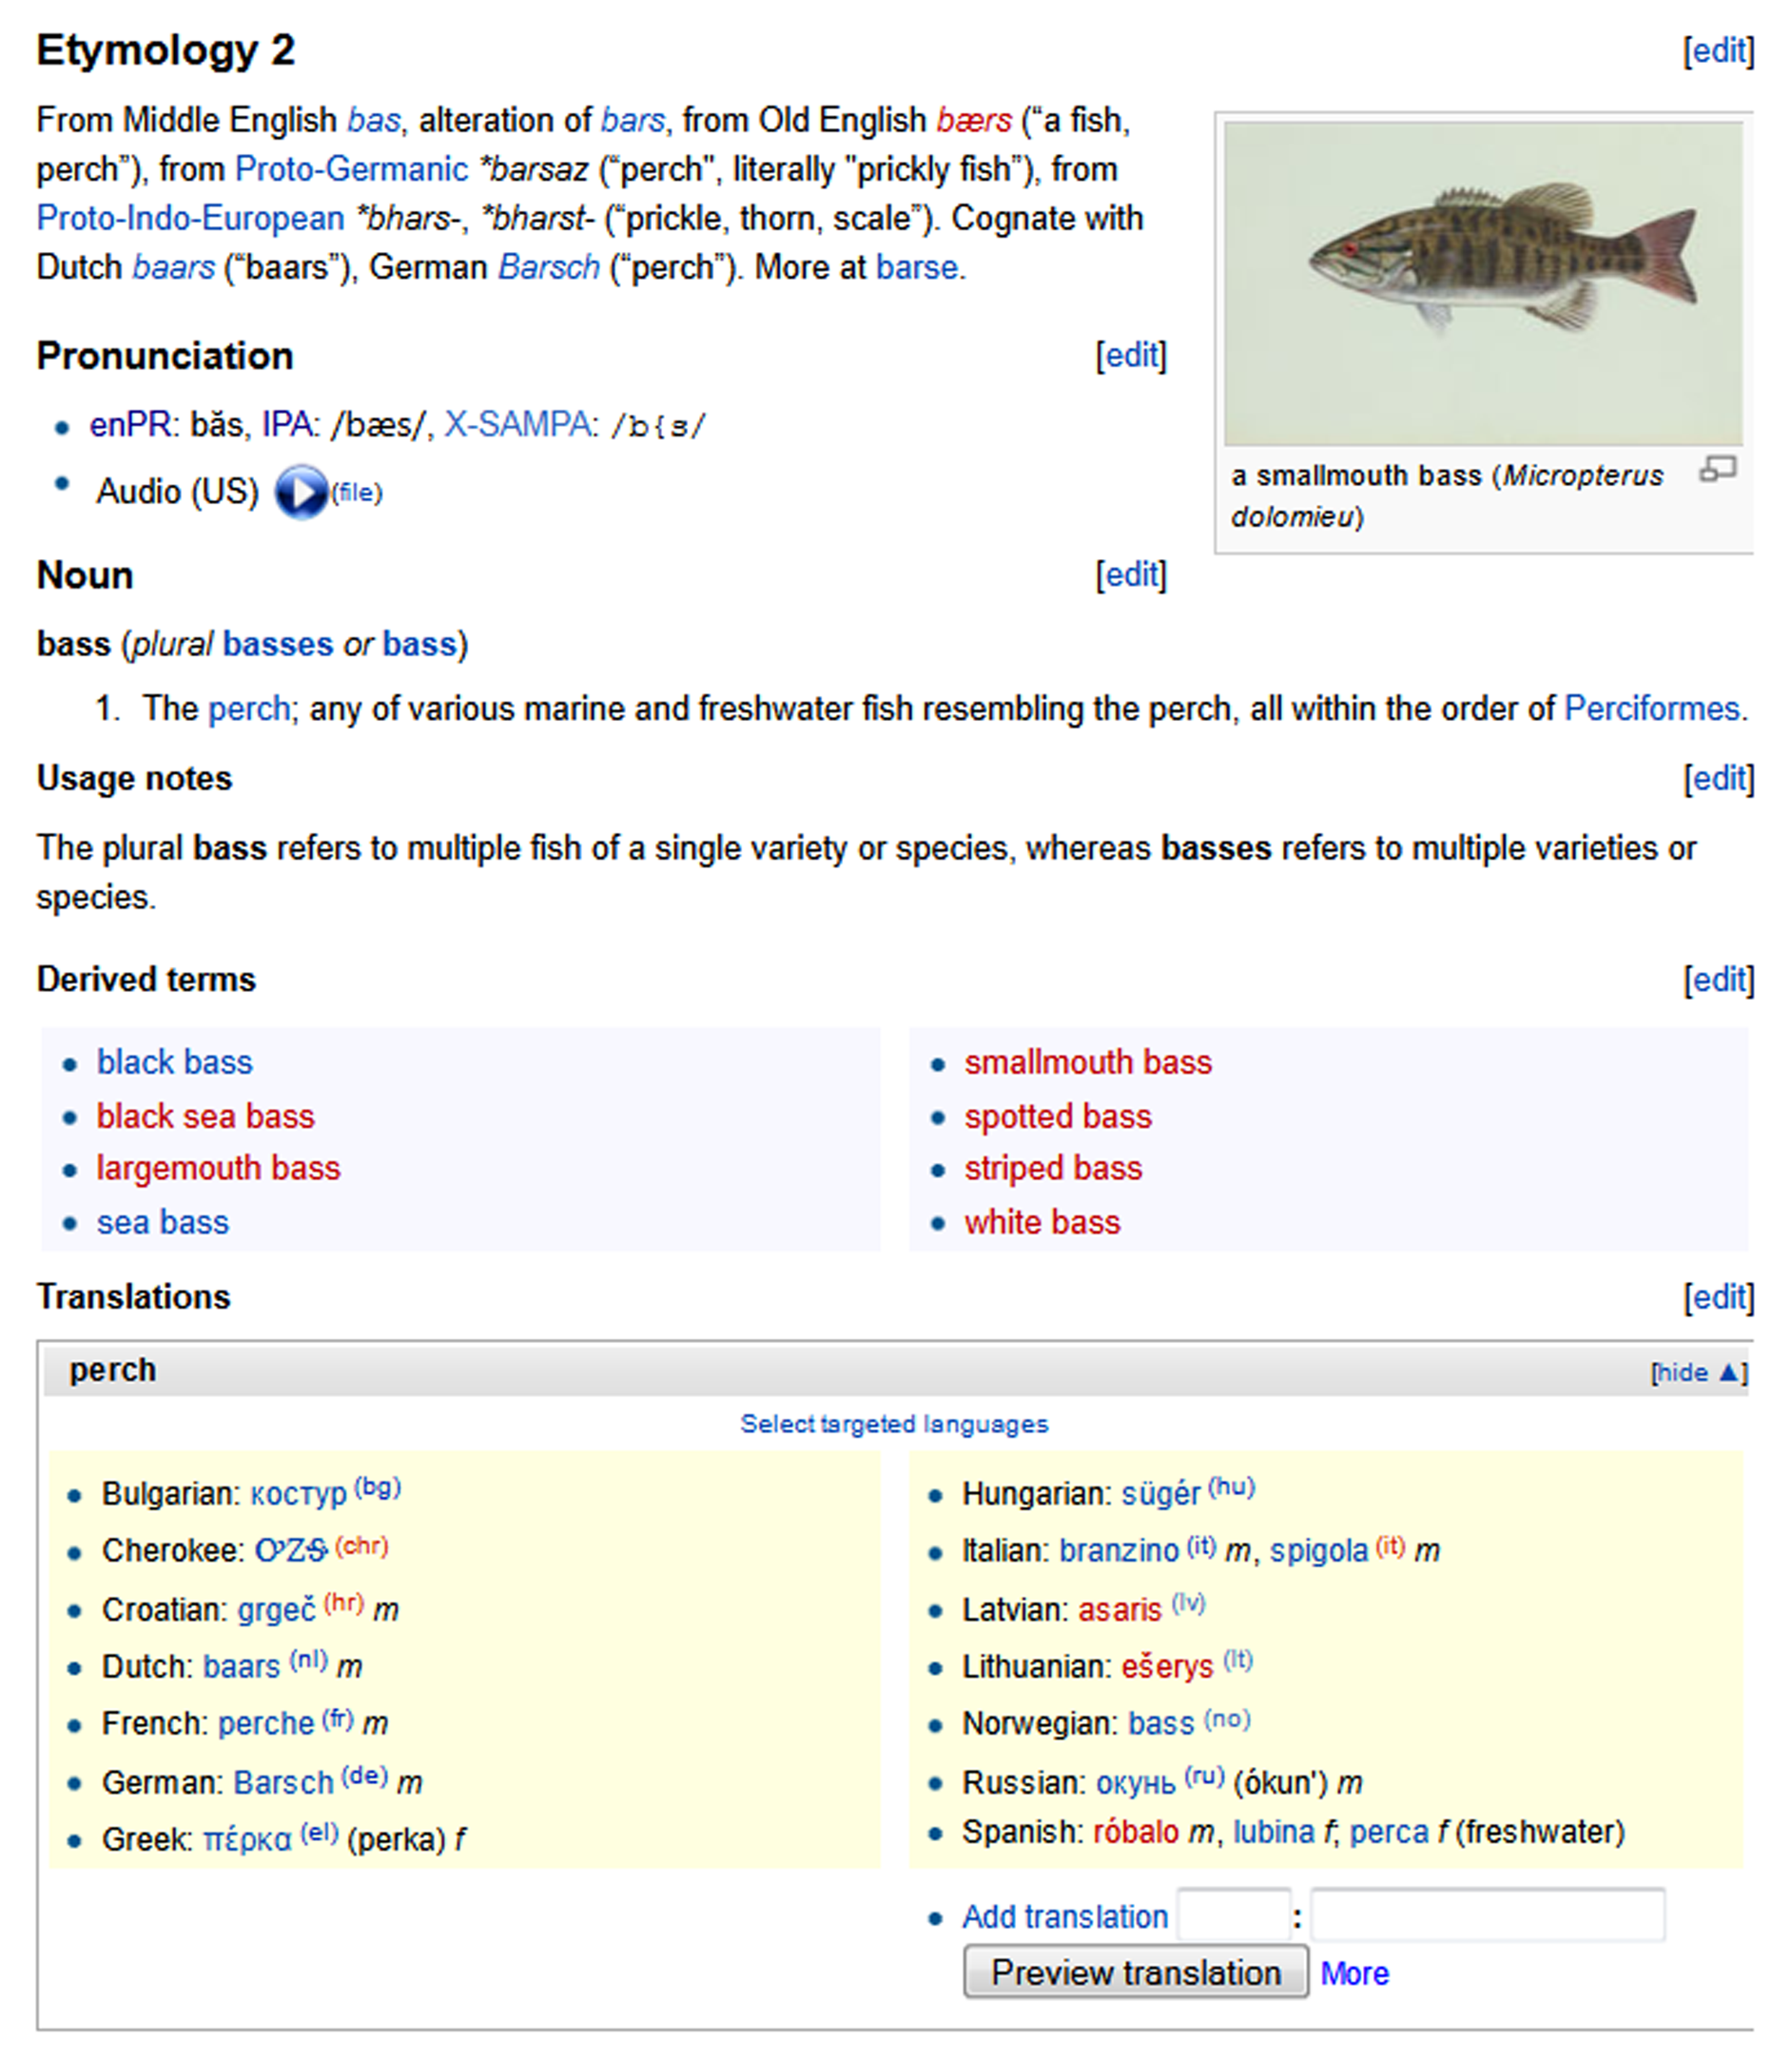 Etymology 2 [edit]
From Middle English bas, alteration of bars, from Old English bærs (“a fish,
perch”), from Proto-Germanic *barsaz (“perch", literally "prickly fish”), from
Proto-Indo-European *bhars-, *bharst- (“prickle, thorn, scale”). Cognate with
Dutch baars (“baars”), German Barsch (“perch”). More at barse.
a smallmouth bass (Micropterus
dolomieu)
Pronunciation [edit]
enPR: băs, IPA: /bæs/, X-SAMPA: /b{s/
Audio (US) (file)
Noun [edit]
bass (plural basses or bass)
1. The perch; any of various marine and freshwater fish resembling the perch, all within the order of Perciformes.
Usage notes [edit]
The plural bass refers to multiple fish of a single variety or species, whereas basses refers to multiple varieties or
species.
Derived terms [edit]
black bass
black sea bass
largemouth bass
sea bass
smallmouth bass
spotted bass
striped bass
white bass
Translations [edit]
perch [hide ▲]
Select targeted languages
Bulgarian: костур (bg)
Cherokee: ᎤᏃᎦ (chr)
Croatian: grgeč (hr) m
Dutch: baars (nl) m
French: perche (fr) m
German: Barsch (de) m
Greek: πέρκα (el) (perka) f
Hungarian: sügér (hu)
Italian: branzino (it) m, spigola (it) m
Latvian: asaris (lv)
Lithuanian: ešerys (lt)
Norwegian: bass (no)
Russian: окунь (ru) (ókun') m
Spanish: róbalo m, lubina f; perca f (freshwater)
Add translation :
Preview translation More